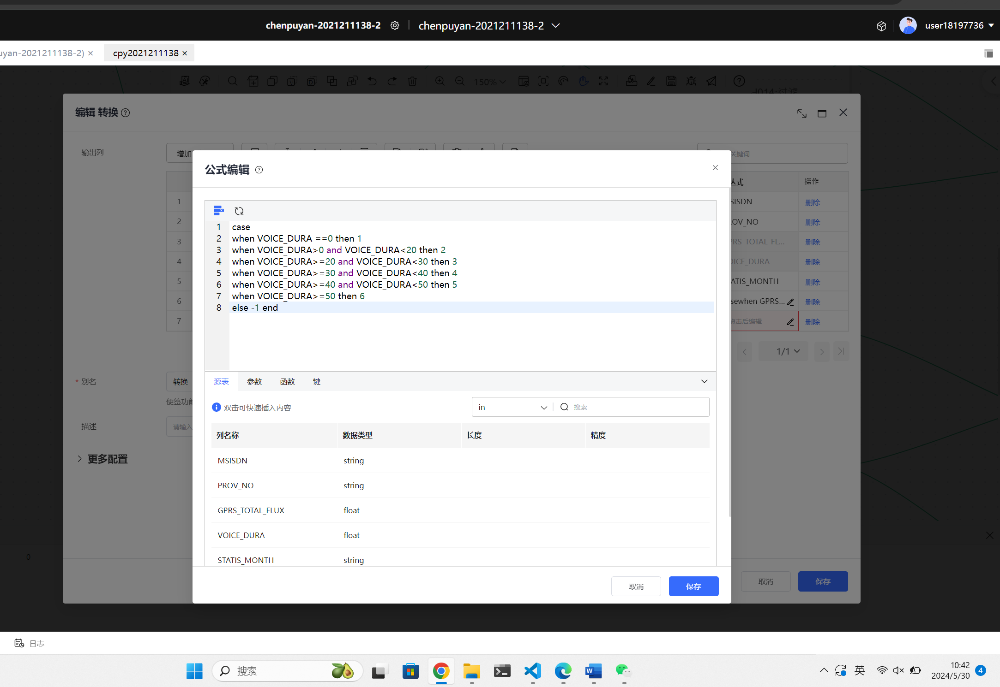 chenpuyan-2021211138-2
chenpuyan-2021211138-2
user18197736
uyan-2021211138-2)
cpy2021211138
150%
编辑 转换
输出列
增加
关键词
公式编辑
达式
操作
1
SISDN
删除
2
OV_NO
删除
3
PRS_TOTAL_FL...
删除
4
OICE_DURA
删除
5
ATIS_MONTH
删除
6
sewhen GPRS...
删除
7
点击后编辑
删除
1/1
1 case
2 when VOICE_DURA ==0 then 1
3 when VOICE_DURA>0 and VOICE_DURA<20 then 2
4 when VOICE_DURA>=20 and VOICE_DURA<30 then 3
5 when VOICE_DURA>=30 and VOICE_DURA<40 then 4
6 when VOICE_DURA>=40 and VOICE_DURA<50 then 5
7 when VOICE_DURA>=50 then 6
8 else -1 end
* 别名
转换
便签功能
描述
请输入
更多配置
源表 参数 函数 键
双击可快速插入内容
in
搜索
列名称 数据类型 长度 精度
MSISDN string
PROV_NO string
GPRS_TOTAL_FLUX float
VOICE_DURA float
STATIS_MONTH string
0
取消 保存
取消 保存
日志
搜索
英
10:42
2024/5/30
4